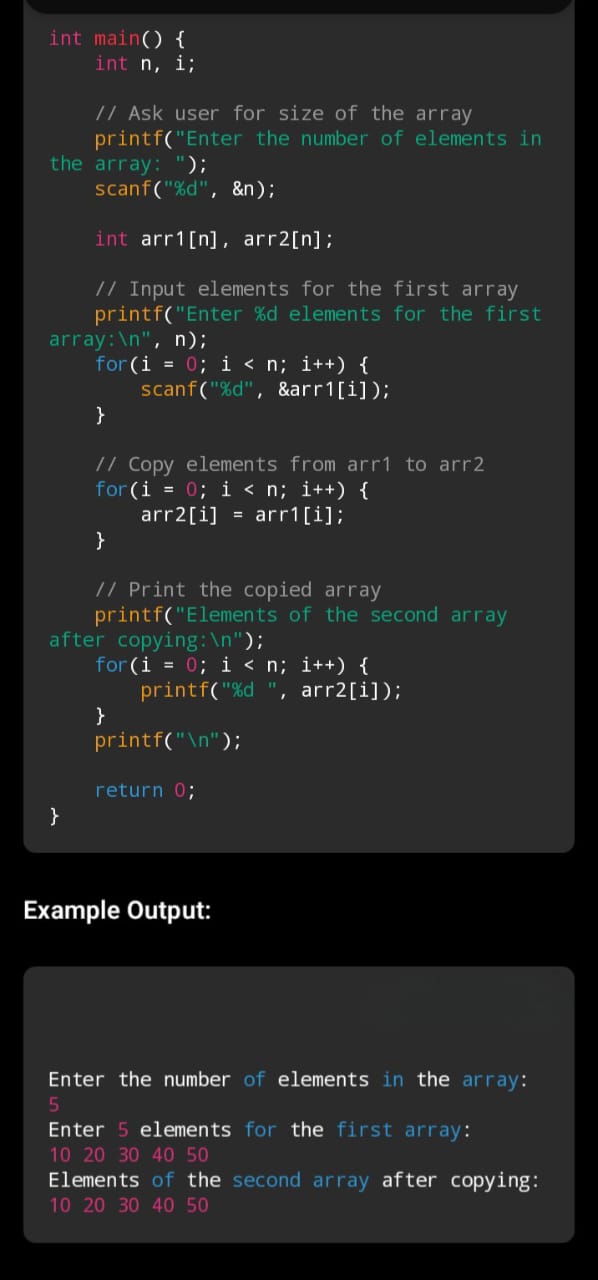 int main() {
    int n, i;

    // Ask user for size of the array
    printf("Enter the number of elements in
the array: ");
    scanf("%d", &n);

    int arr1[n], arr2[n];

    // Input elements for the first array
    printf("Enter %d elements for the first
array:\n", n);
    for(i = 0; i < n; i++) {
        scanf("%d", &arr1[i]);
    }

    // Copy elements from arr1 to arr2
    for(i = 0; i < n; i++) {
        arr2[i] = arr1[i];
    }

    // Print the copied array
    printf("Elements of the second array
after copying:\n");
    for(i = 0; i < n; i++) {
        printf("%d ", arr2[i]);
    }
    printf("\n");

    return 0;
}

Example Output:

Enter the number of elements in the array:
5
Enter 5 elements for the first array:
10 20 30 40 50
Elements of the second array after copying:
10 20 30 40 50